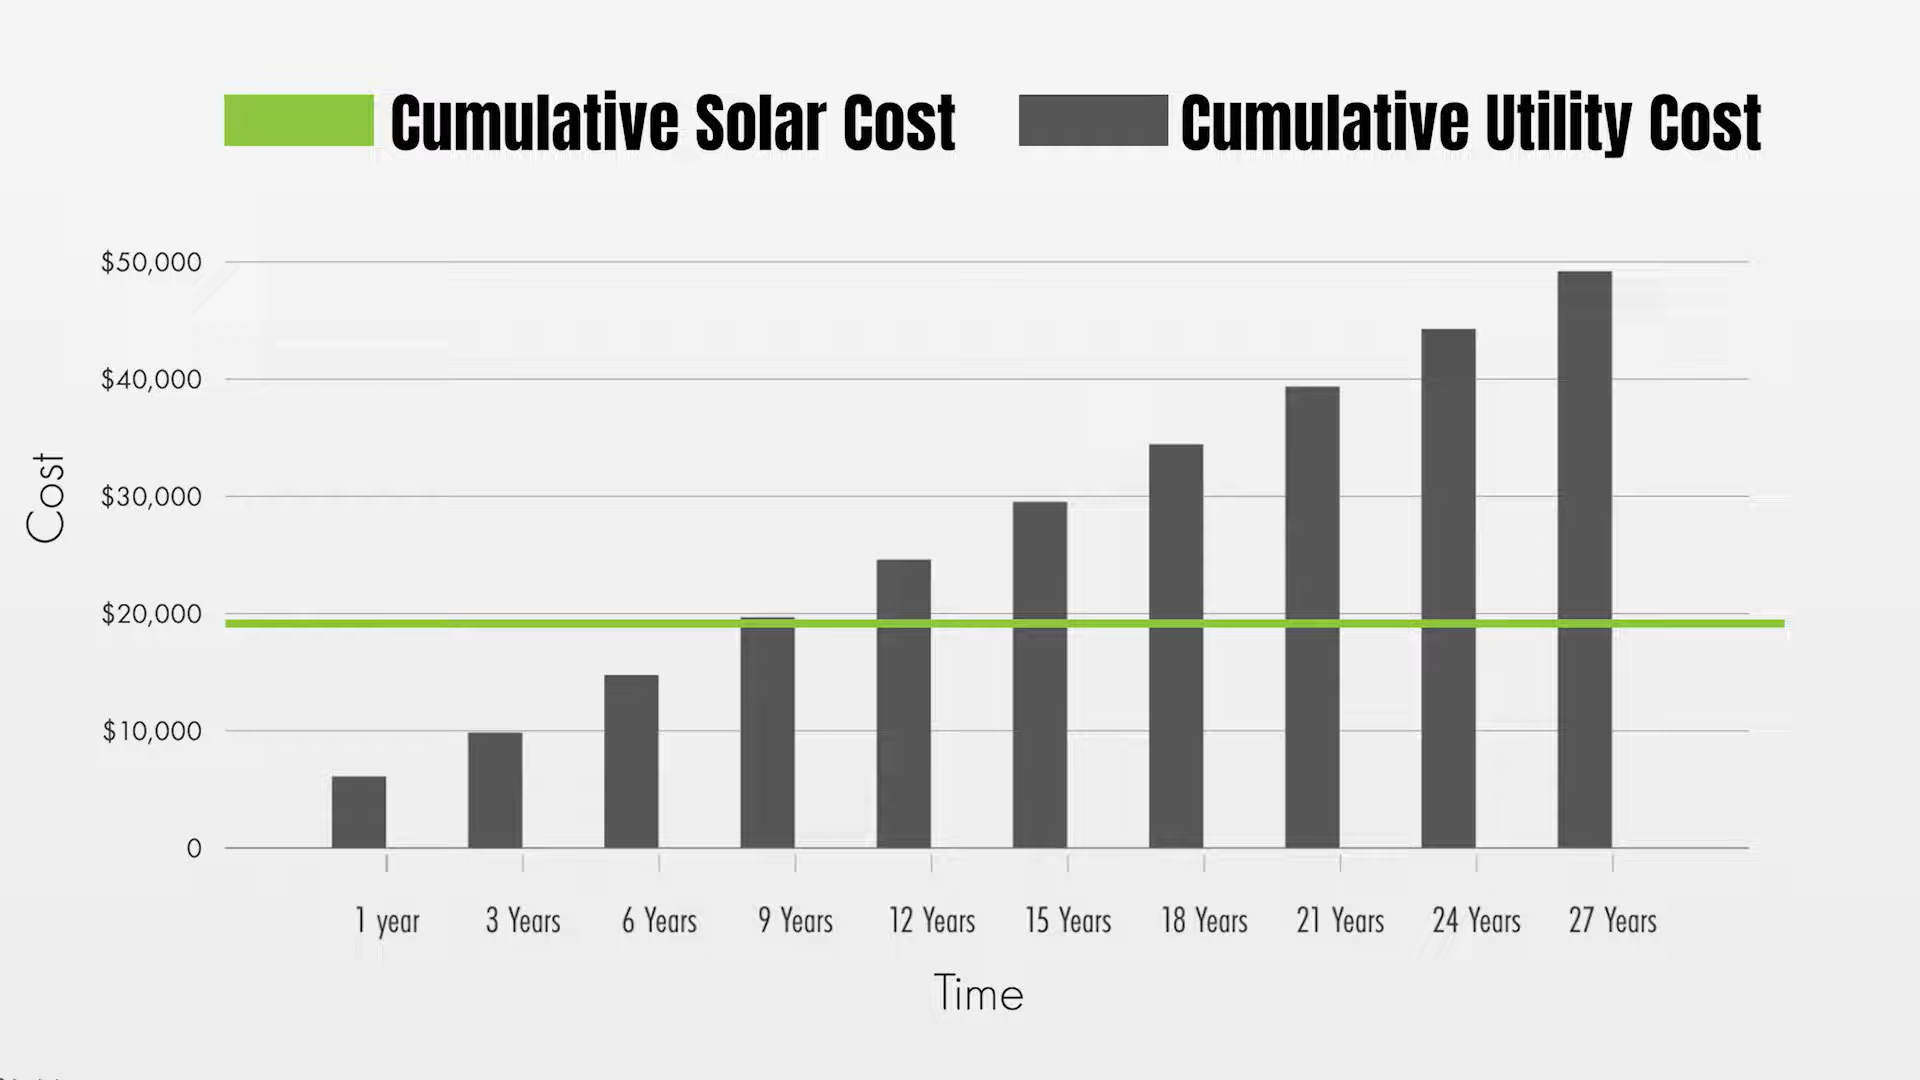 Cumulative Solar Cost
Cumulative Utility Cost
$50,000
$40,000
$30,000
$20,000
$10,000
0
Cost
1 year
3 Years
6 Years
9 Years
12 Years
15 Years
18 Years
21 Years
24 Years
27 Years
Time